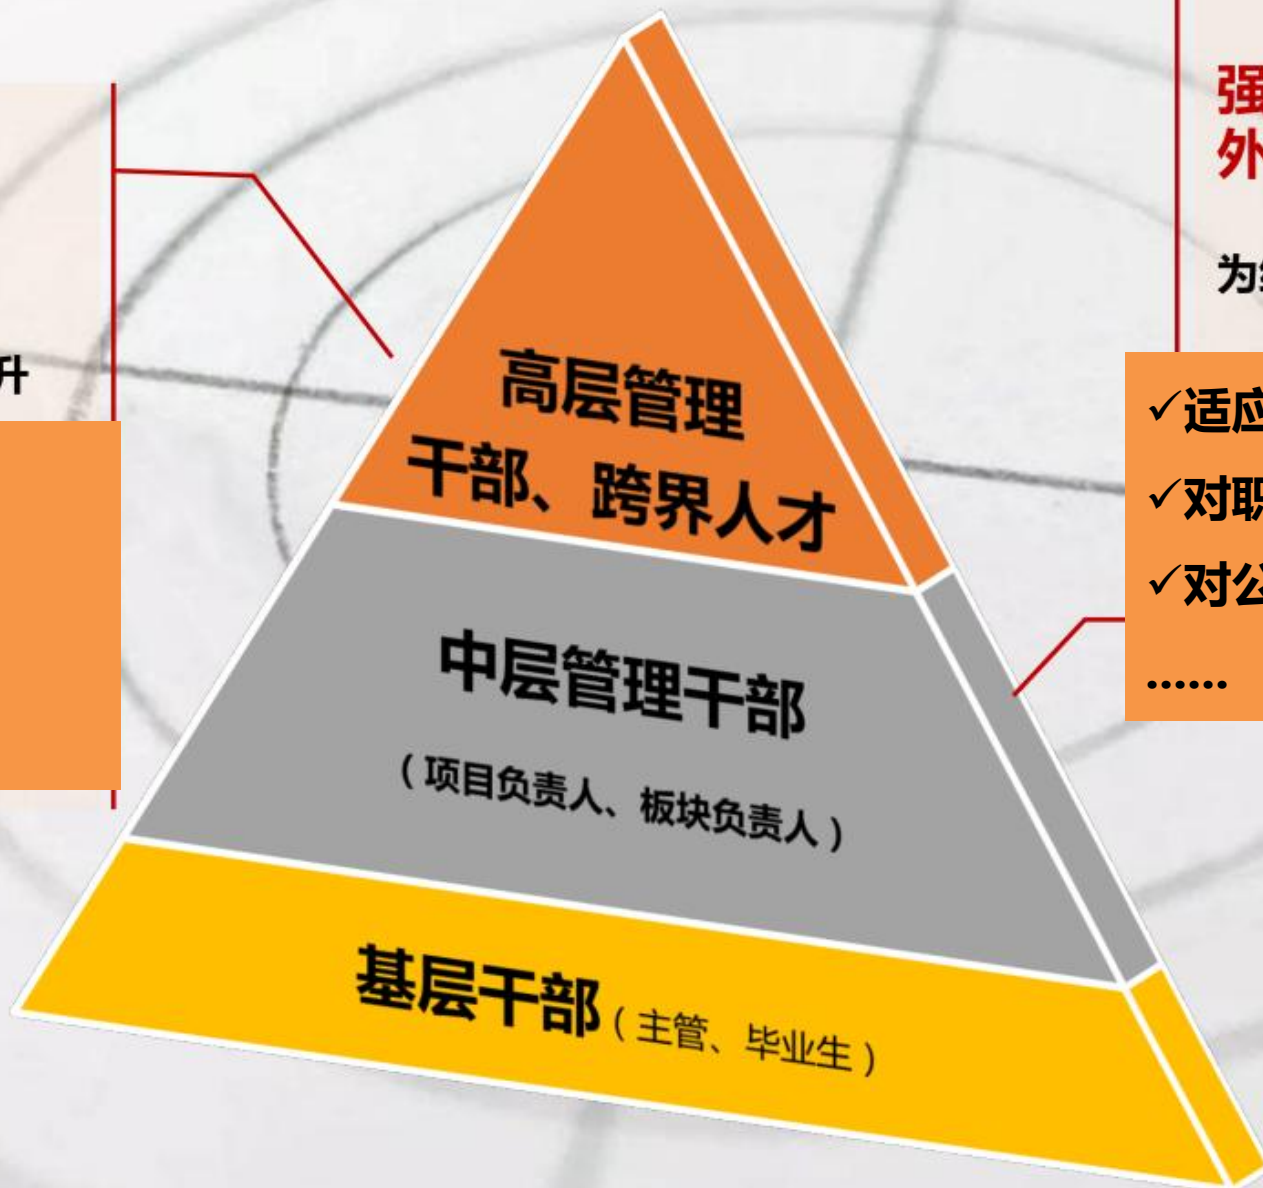 升
高层管理
干部、跨界人才
中层管理干部
（项目负责人、板块负责人）
基层干部（主管、毕业生）
强
外
为
✓适应
✓对职
✓对公
......